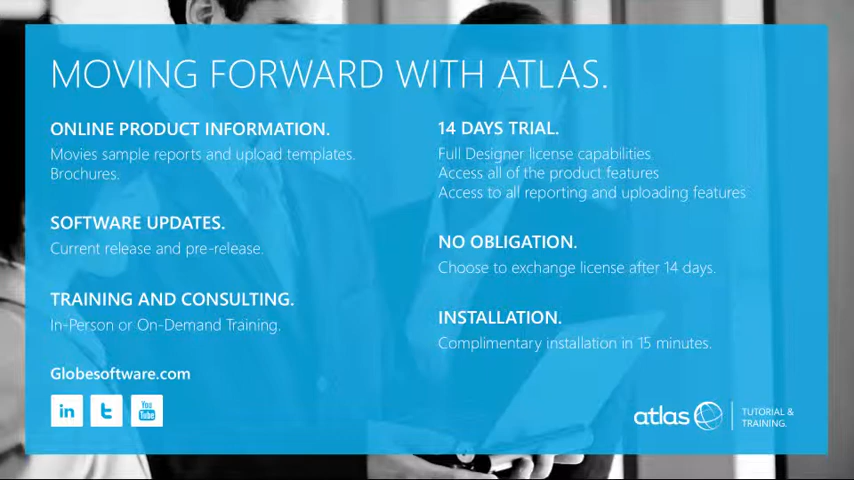 MOVING FORWARD WITH ATLAS.
ONLINE PRODUCT INFORMATION.
Movies sample reports and upload templates.
Brochures.
SOFTWARE UPDATES.
Current release and pre-release.
TRAINING AND CONSULTING.
In-Person or On-Demand Training.
Globesoftware.com
in
t
You
Tube
14 DAYS TRIAL.
Full Designer license capabilities
Access all of the product features
Access to all reporting and uploading features
NO OBLIGATION.
Choose to exchange license after 14 days.
INSTALLATION.
Complimentary installation in 15 minutes.
atlas
TUTORIAL &
TRAINING.